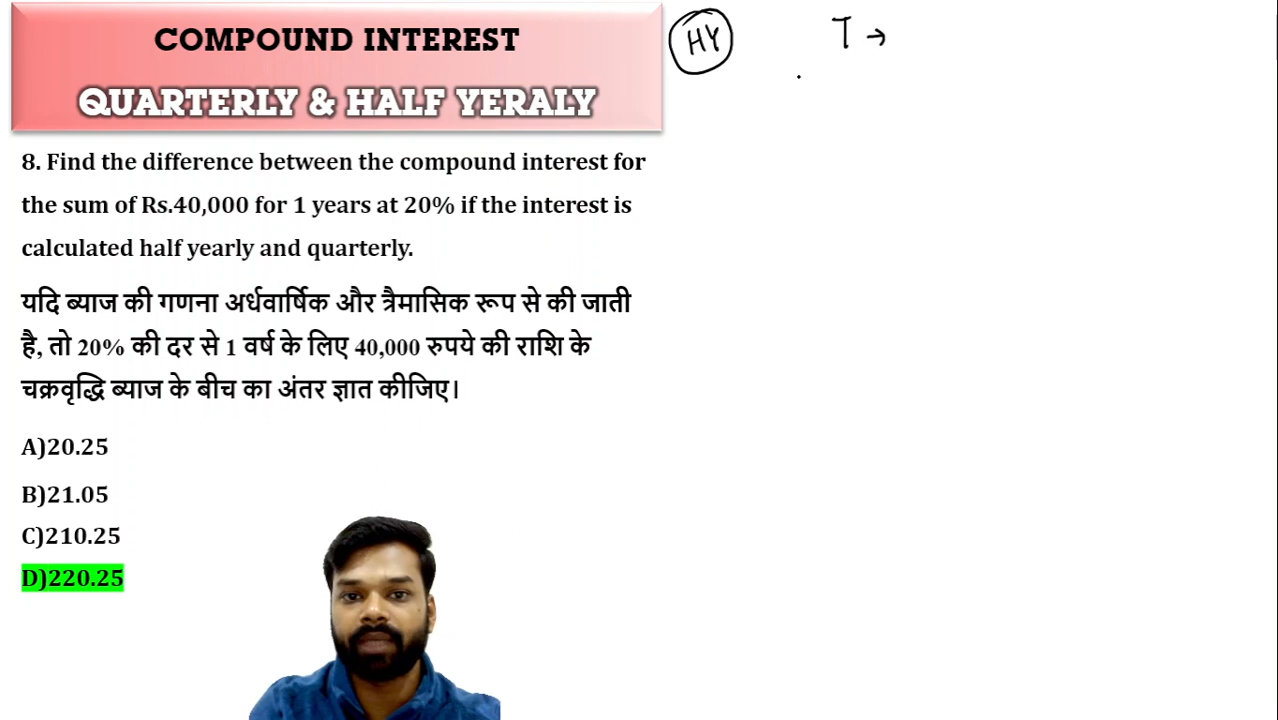 COMPOUND INTEREST
QUARTERLY & HALF YERALY
HY
T →
8. Find the difference between the compound interest for
the sum of Rs.40,000 for 1 years at 20% if the interest is
calculated half yearly and quarterly.
यदि ब्याज की गणना अर्धवार्षिक और त्रैमासिक रूप से की जाती
है, तो 20% की दर से 1 वर्ष के लिए 40,000 रुपये की राशि के
चक्रवृद्धि ब्याज के बीच का अंतर ज्ञात कीजिए।
A)20.25
B)21.05
C)210.25
D)220.25